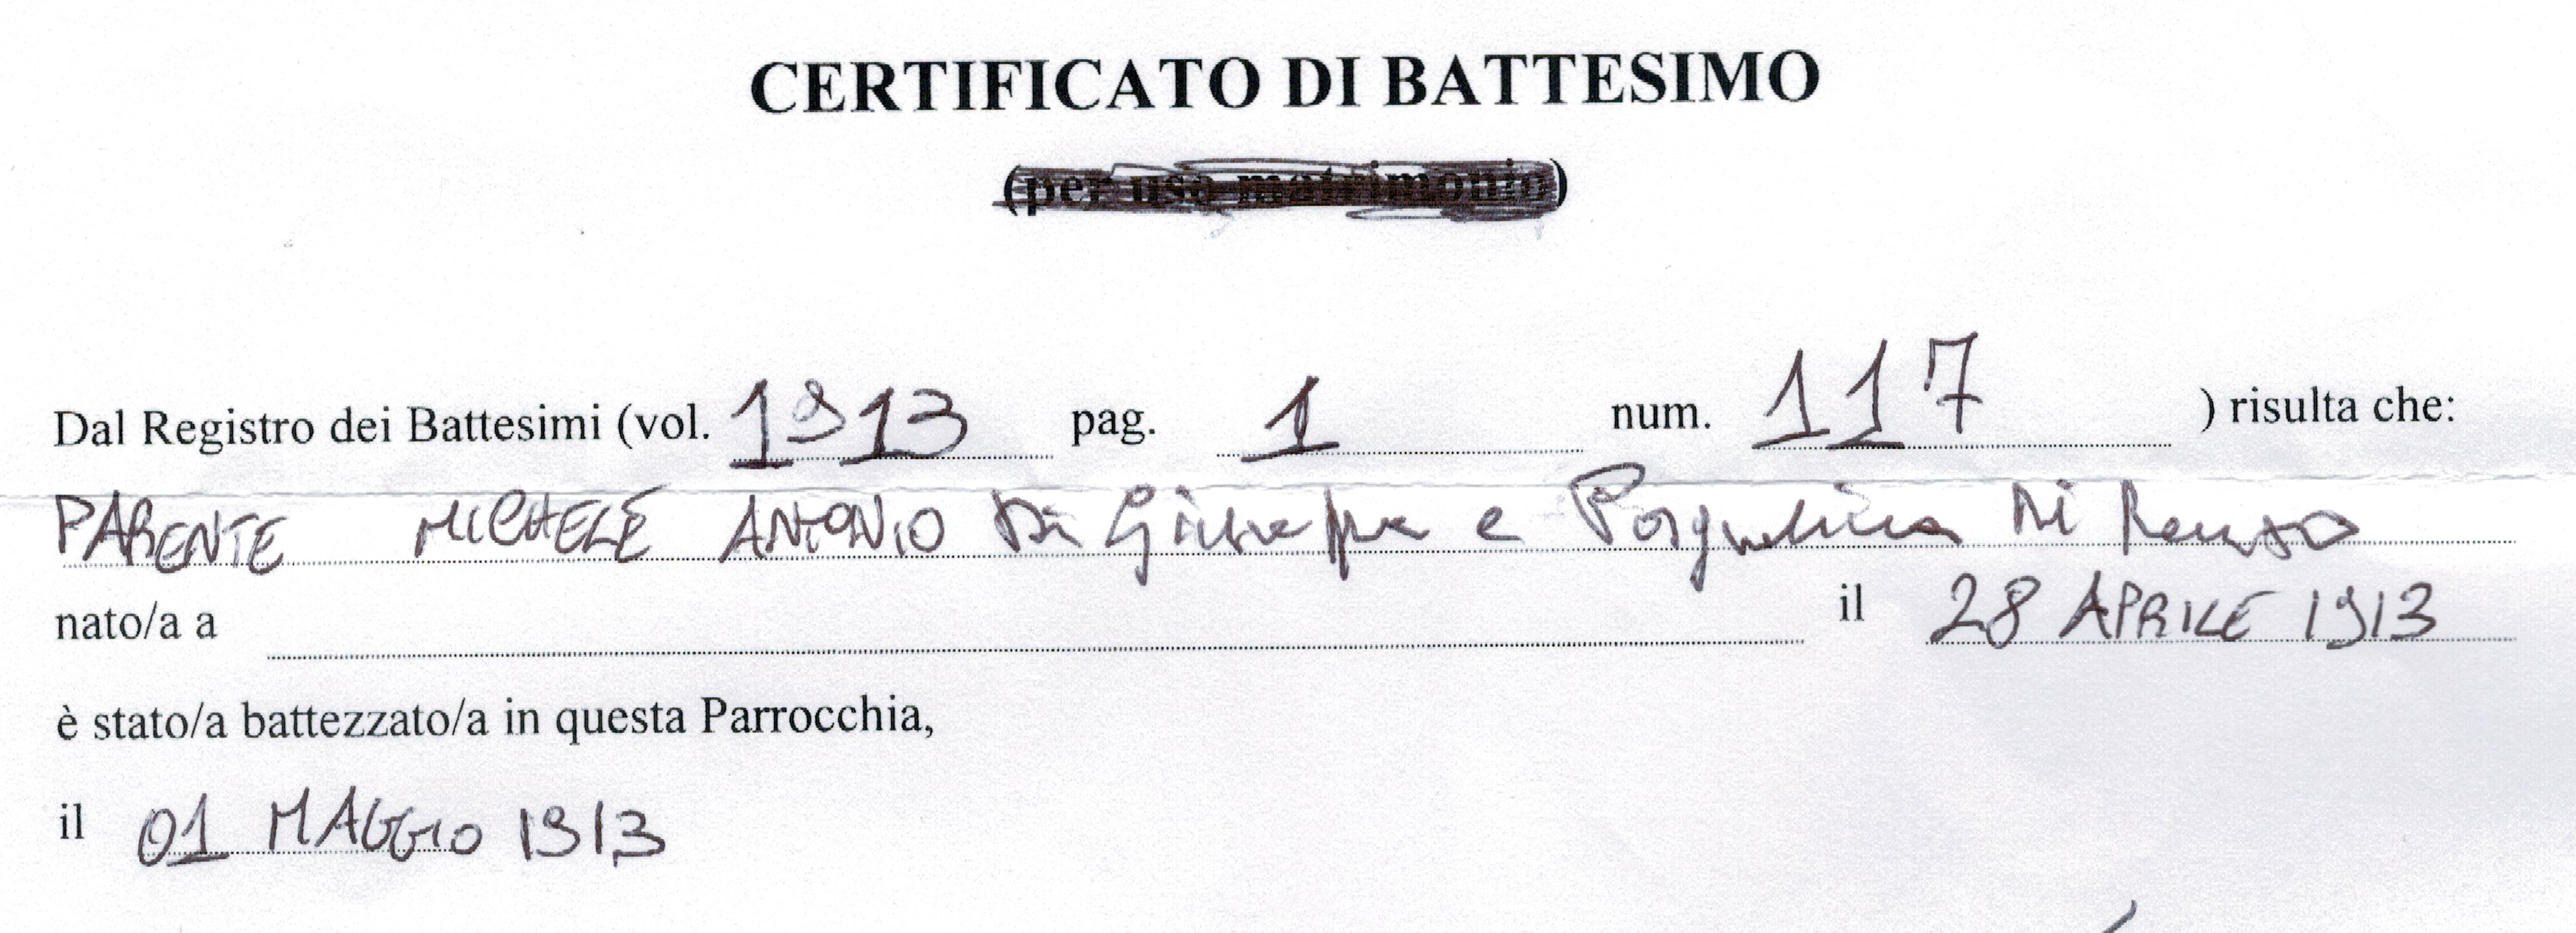 CERTIFICATO DI BATTESIMO
(per uso matrimonio)
Dal Registro dei Battesimi (vol. 1913 pag. 1 num. 117 ) risulta che:
PARENTE MICHELE ANTONIO Di Giuseppe e Pasqualina Di Renzo
nato/a a il 28 APRILE 1913
è stato/a battezzato/a in questa Parrocchia,
il 01 MAGGIO 1913